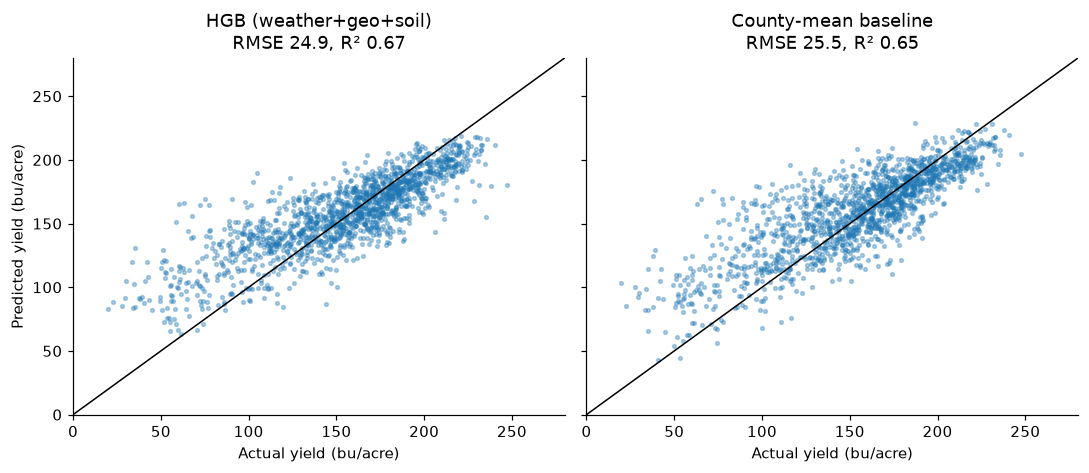 HGB (weather+geo+soil)
RMSE 24.9, R² 0.67
County-mean baseline
RMSE 25.5, R² 0.65
Predicted yield (bu/acre)
250
200
150
100
50
0
0 50 100 150 200 250
Actual yield (bu/acre)
0 50 100 150 200 250
Actual yield (bu/acre)